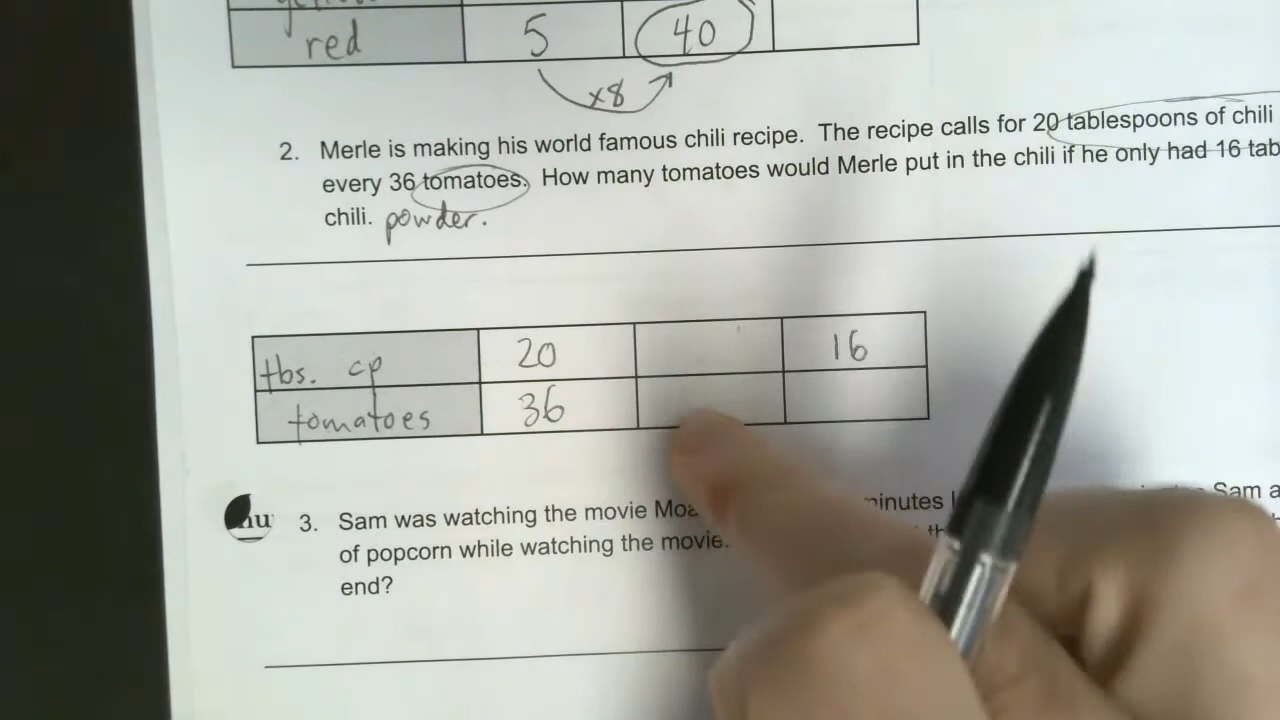 red 5 40
×8
2. Merle is making his world famous chili recipe. The recipe calls for 20 tablespoons of chili
every 36 tomatoes. How many tomatoes would Merle put in the chili if he only had 16 tab
chili. powder.
tbs. cp 20 16
tomatoes 36
3. Sam was watching the movie Moa minutes Sam a
of popcorn while watching the movie.
end?